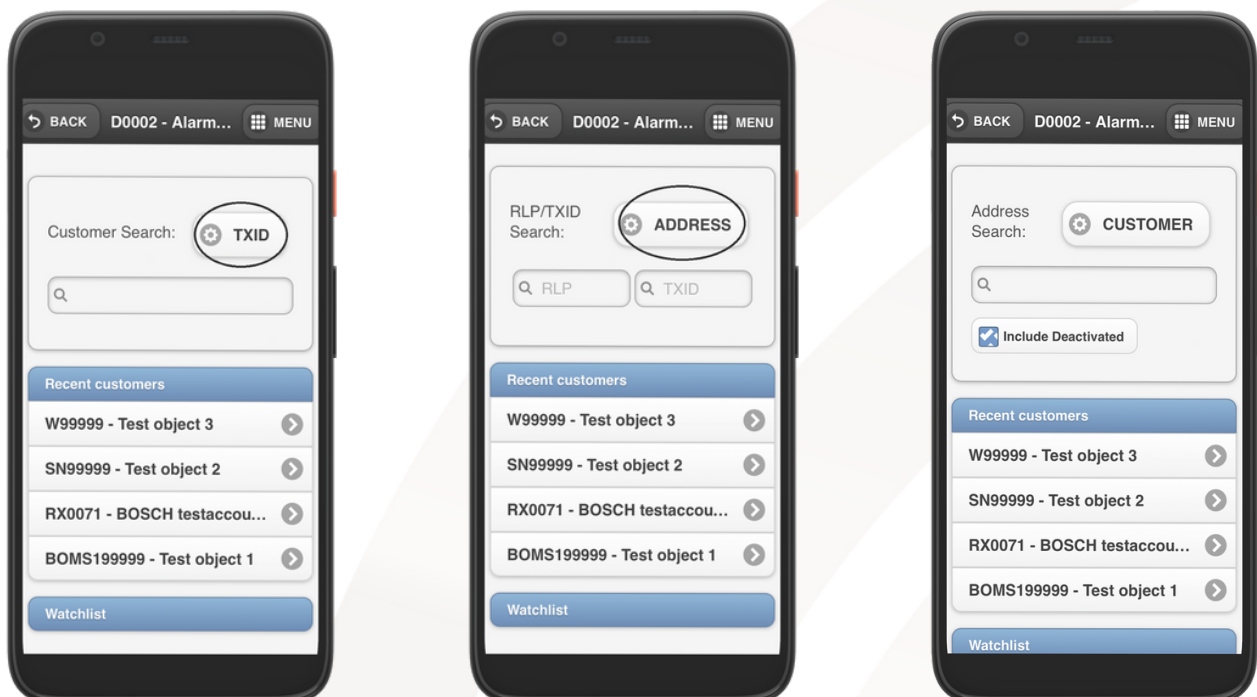 BACK D0002 - Alarm... MENU
Customer Search: TXID
Recent customers
W99999 - Test object 3
SN99999 - Test object 2
RX0071 - BOSCH testaccou...
BOMS199999 - Test object 1
Watchlist
BACK D0002 - Alarm... MENU
RLP/TXID
Search:
ADDRESS
RLP TXID
Recent customers
W99999 - Test object 3
SN99999 - Test object 2
RX0071 - BOSCH testaccou...
BOMS199999 - Test object 1
Watchlist
BACK D0002 - Alarm... MENU
Address
Search:
CUSTOMER
Include Deactivated
Recent customers
W99999 - Test object 3
SN99999 - Test object 2
RX0071 - BOSCH testaccou...
BOMS199999 - Test object 1
Watchlist